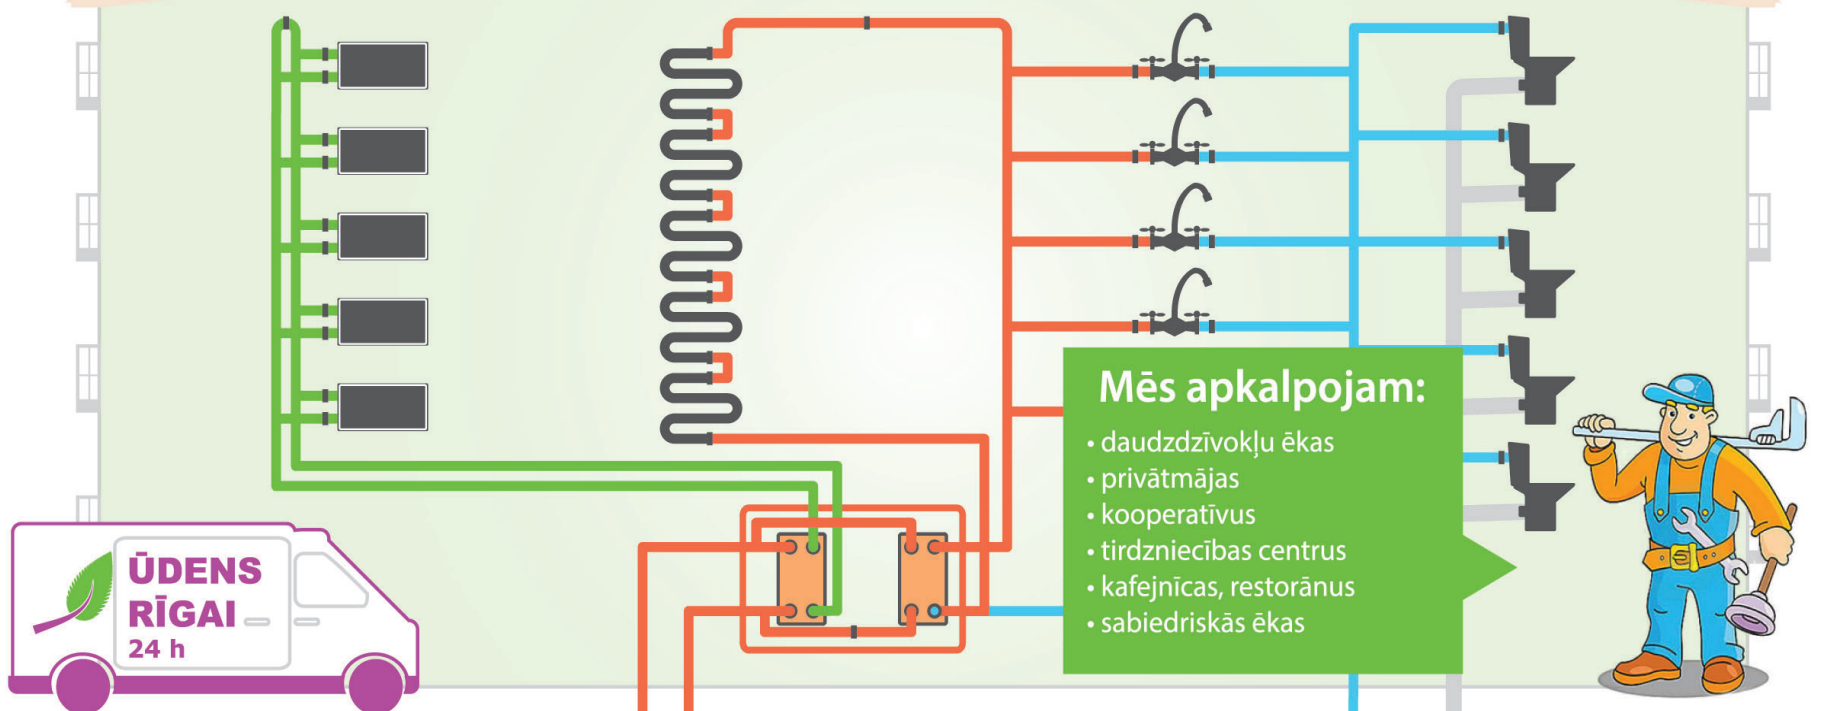 Mēs apkalpojam:
• daudzdzīvokļu ēkas
• privātmājas
• kooperatīvus
• tirdzniecības centrus
• kafejnīcas, restorānus
• sabiedriskās ēkas
ŪDENS
RĪGAI
24 h